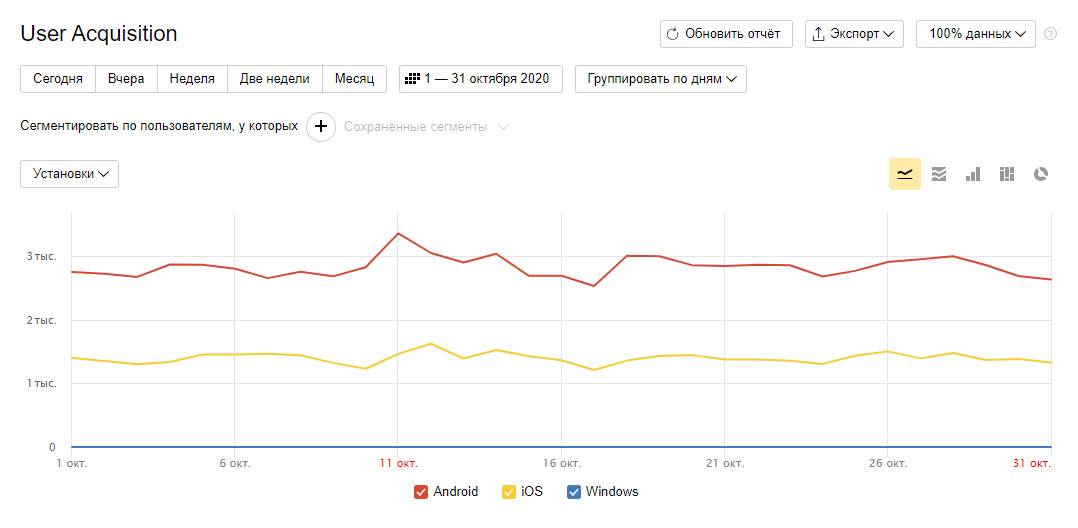 User Acquisition
Обновить отчёт
Экспорт
100% данных
?
Сегодня
Вчера
Неделя
Две недели
Месяц
1 — 31 октября 2020
Группировать по дням
Сегментировать по пользователям, у которых
Сохранённые сегменты
Установки
3 тыс.
2 тыс.
1 тыс.
0
1 окт.
6 окт.
11 окт.
16 окт.
21 окт.
26 окт.
31 окт.
Android
iOS
Windows